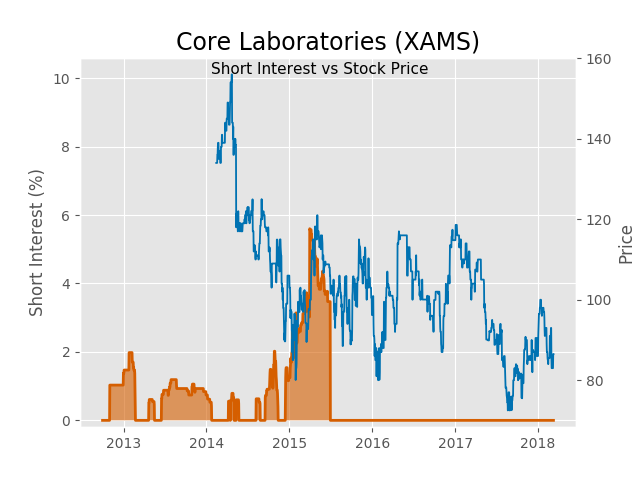 Core Laboratories (XAMS)
Short Interest vs Stock Price
Short Interest (%)
10
8
6
4
2
0
160
140
120
100
80
Price
2013 2014 2015 2016 2017 2018